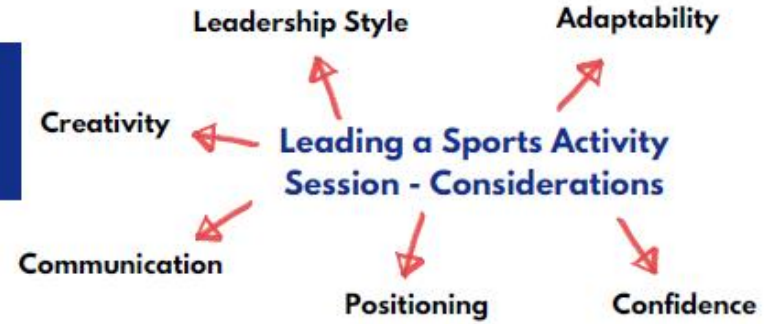 Leadership Style
Adaptability
Creativity
Leading a Sports Activity
Session - Considerations
Communication
Positioning
Confidence